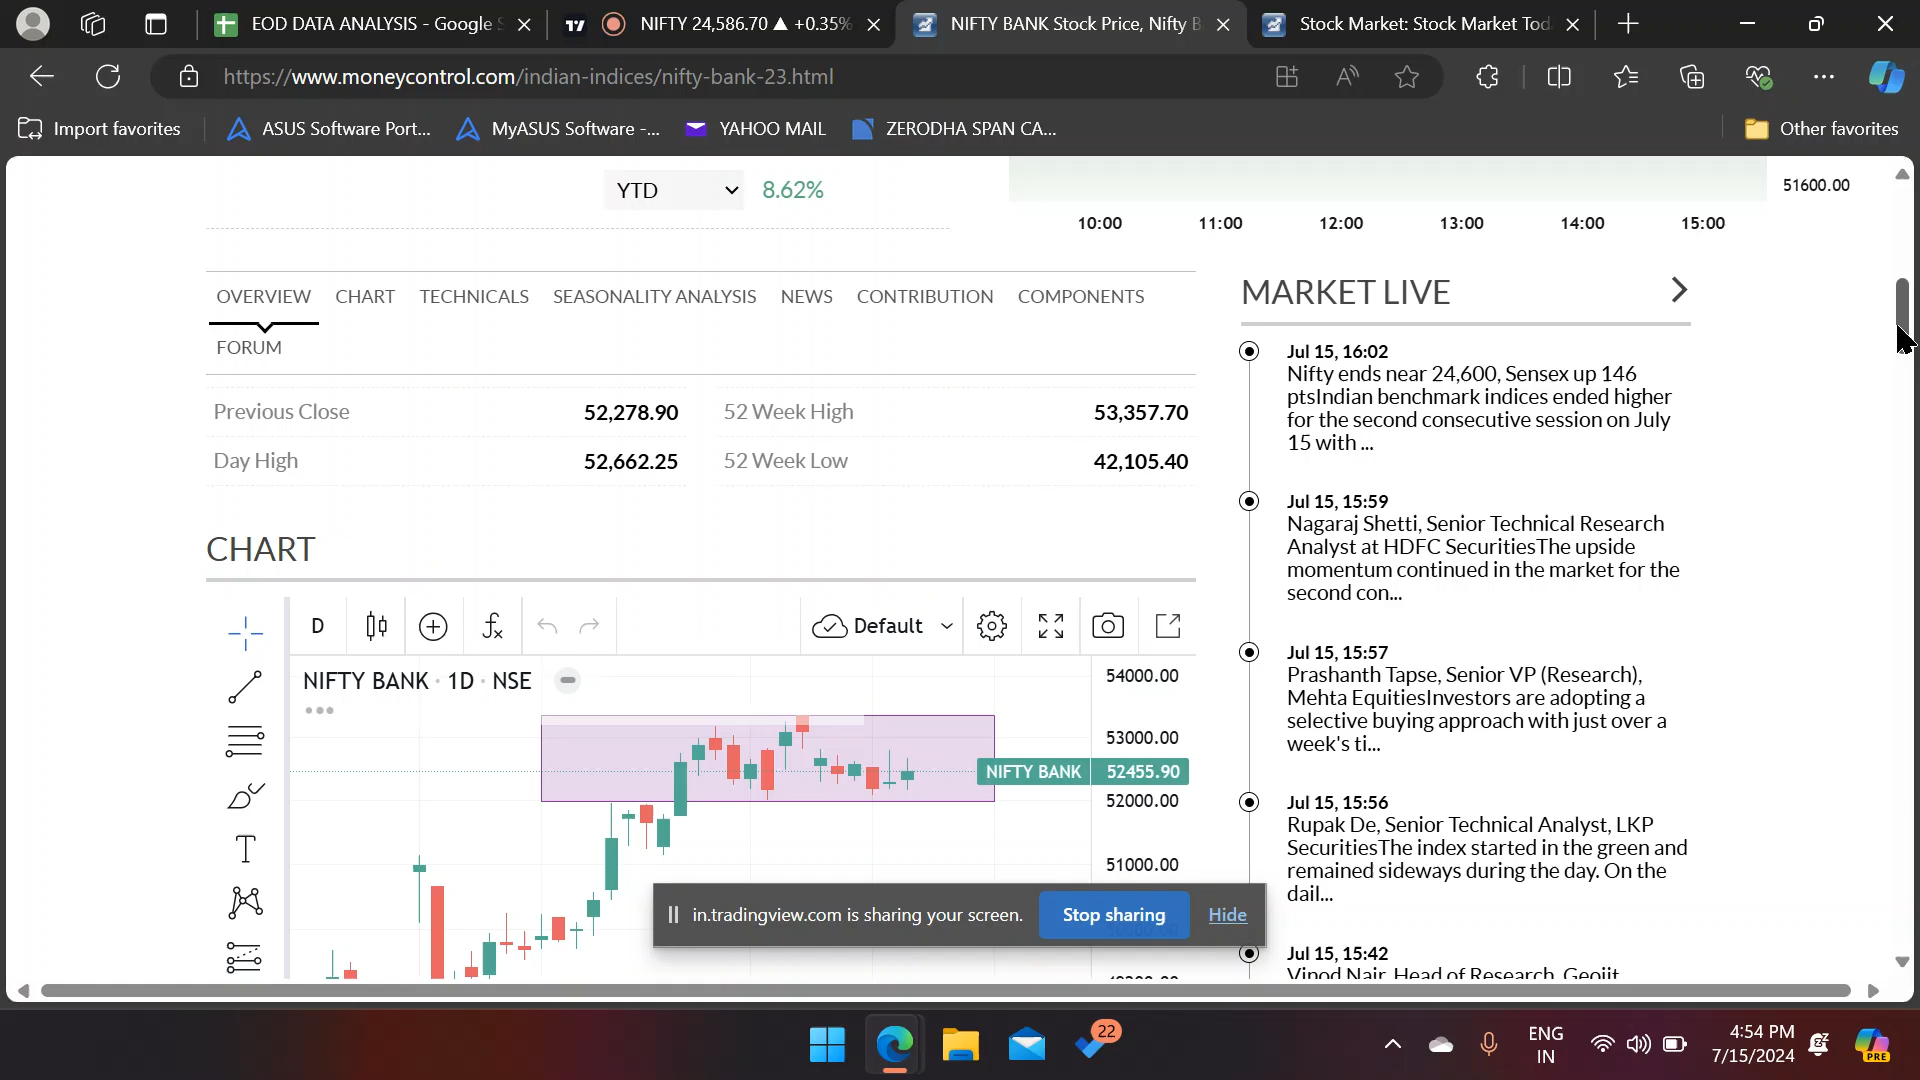 EOD DATA ANALYSIS - Google S
NIFTY 24,586.70 ▲ +0.35%
NIFTY BANK Stock Price, Nifty B
Stock Market: Stock Market Tod
https://www.moneycontrol.com/indian-indices/nifty-bank-23.html
Import favorites
ASUS Software Port...
MyASUS Software -...
YAHOO MAIL
ZERODHA SPAN CA...
Other favorites
YTD
8.62%
51600.00
10:00
11:00
12:00
13:00
14:00
15:00
OVERVIEW
CHART
TECHNICALS
SEASONALITY ANALYSIS
NEWS
CONTRIBUTION
COMPONENTS
FORUM
Previous Close
52,278.90
52 Week High
53,357.70
Day High
52,662.25
52 Week Low
42,105.40
CHART
D
Default
NIFTY BANK · 1D · NSE
54000.00
53000.00
NIFTY BANK
52455.90
52000.00
51000.00
MARKET LIVE
Jul 15, 16:02
Nifty ends near 24,600, Sensex up 146
ptsIndian benchmark indices ended higher
for the second consecutive session on July
15 with ...
Jul 15, 15:59
Nagaraj Shetti, Senior Technical Research
Analyst at HDFC SecuritiesThe upside
momentum continued in the market for the
second con...
Jul 15, 15:57
Prashanth Tapse, Senior VP (Research),
Mehta EquitiesInvestors are adopting a
selective buying approach with just over a
week's ti...
Jul 15, 15:56
Rupak De, Senior Technical Analyst, LKP
SecuritiesThe index started in the green and
remained sideways during the day. On the
dail...
Jul 15, 15:42
Vinod Nair, Head of Research, Geojit
in.tradingview.com is sharing your screen.
Stop sharing
Hide
22
ENG
IN
4:54 PM
7/15/2024
PRE